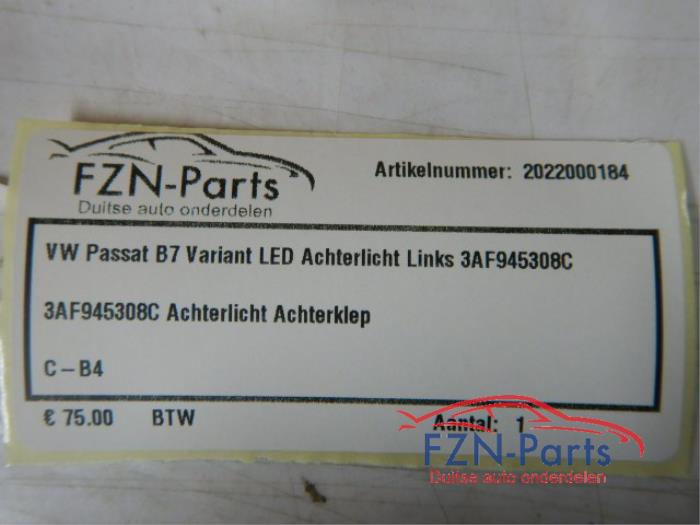 FZN-Parts
Duitse auto onderdelen
Artikelnummer: 2022000184
VW Passat B7 Variant LED Achterlicht Links 3AF945308C
3AF945308C Achterlicht Achterklep
C-B4
€ 75.00 BTW
Aantal: 1
FZN-Parts
Duitse auto onderdelen